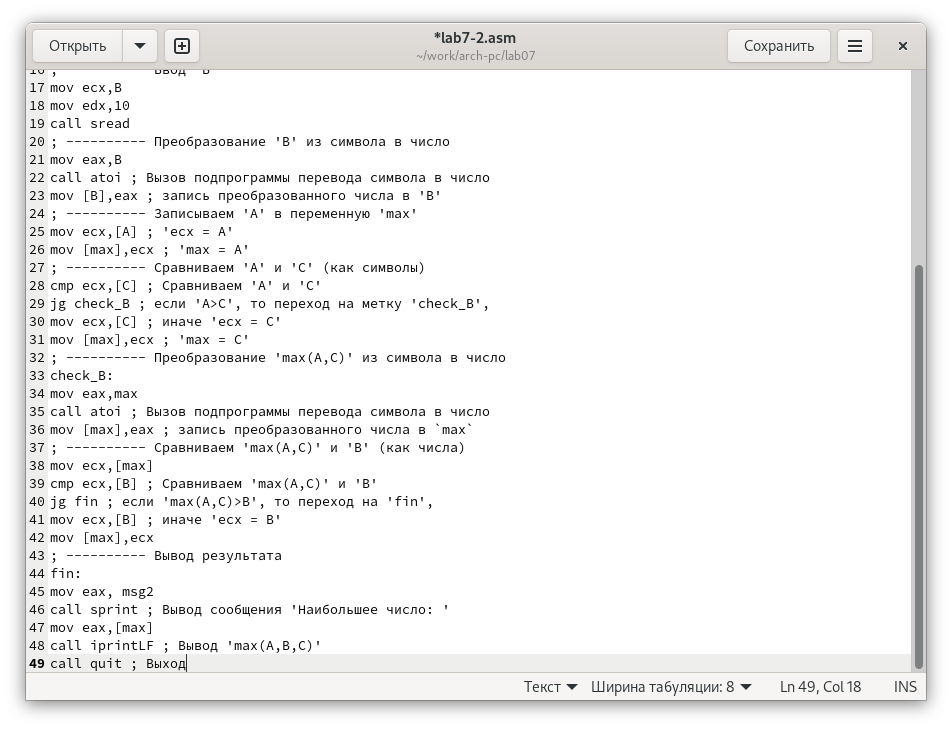 Открыть
*lab7-2.asm
~/work/arch-pc/lab07
Сохранить
16 ; Ввод 'B'
17 mov ecx,B
18 mov edx,10
19 call sread
20 ; ---------- Преобразование 'B' из символа в число
21 mov eax,B
22 call atoi ; Вызов подпрограммы перевода символа в число
23 mov [B],eax ; запись преобразованного числа в 'B'
24 ; ---------- Записываем 'A' в переменную 'max'
25 mov ecx,[A] ; 'ecx = A'
26 mov [max],ecx ; 'max = A'
27 ; ---------- Сравниваем 'A' и 'С' (как символы)
28 cmp ecx,[C] ; Сравниваем 'A' и 'С'
29 jg check_B ; если 'A>C', то переход на метку 'check_B',
30 mov ecx,[C] ; иначе 'ecx = C'
31 mov [max],ecx ; 'max = C'
32 ; ---------- Преобразование 'max(A,C)' из символа в число
33 check_B:
34 mov eax,max
35 call atoi ; Вызов подпрограммы перевода символа в число
36 mov [max],eax ; запись преобразованного числа в `max`
37 ; ---------- Сравниваем 'max(A,C)' и 'B' (как числа)
38 mov ecx,[max]
39 cmp ecx,[B] ; Сравниваем 'max(A,C)' и 'B'
40 jg fin ; если 'max(A,C)>B', то переход на 'fin',
41 mov ecx,[B] ; иначе 'ecx = B'
42 mov [max],ecx
43 ; ---------- Вывод результата
44 fin:
45 mov eax, msg2
46 call sprint ; Вывод сообщения 'Наибольшее число: '
47 mov eax,[max]
48 call iprintLF ; Вывод 'max(A,B,C)'
49 call quit ; Выход
Текст
Ширина табуляции: 8
Ln 49, Col 18
INS